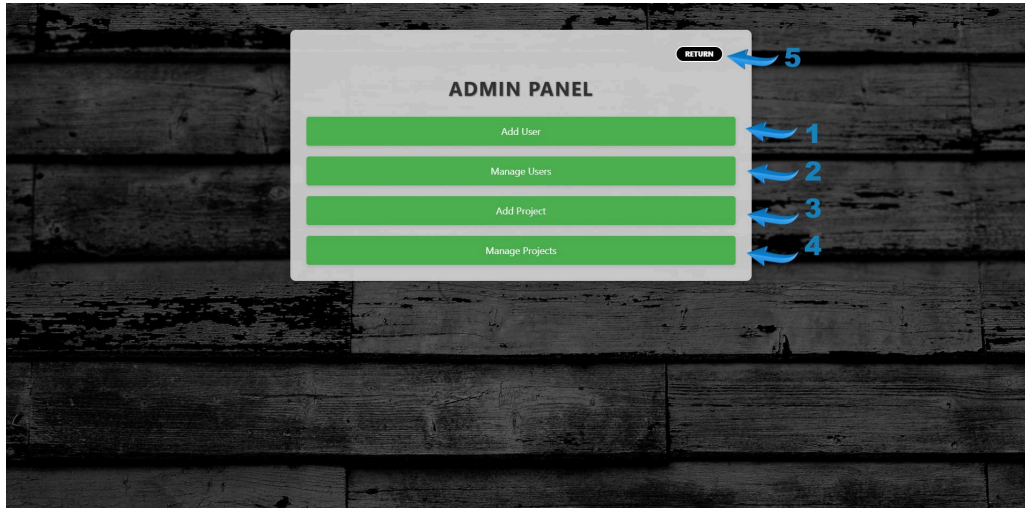 RETURN 5
ADMIN PANEL
Add User 1
Manage Users 2
Add Project 3
Manage Projects 4